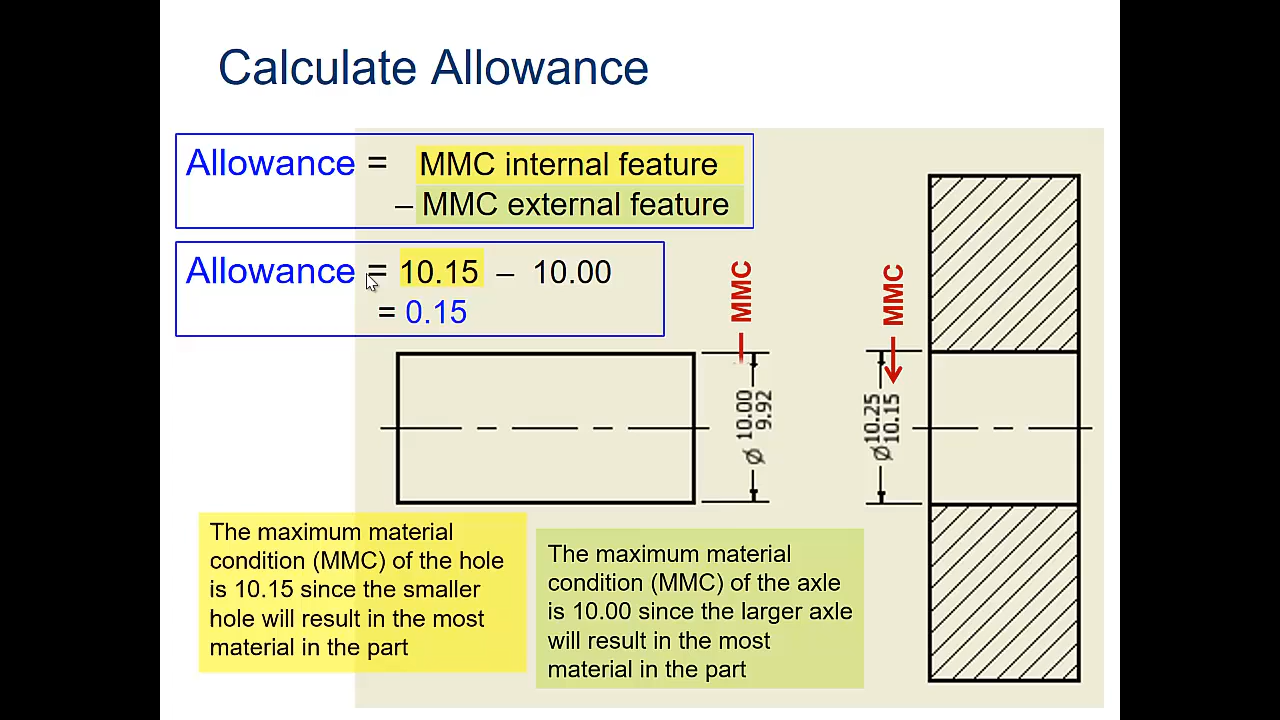 Calculate Allowance
Allowance = MMC internal feature
– MMC external feature
Allowance = 10.15 – 10.00
= 0.15
MMC
MMC
Ø 10.00
9.92
Ø10.25
10.15
The maximum material
condition (MMC) of the hole
is 10.15 since the smaller
hole will result in the most
material in the part
The maximum material
condition (MMC) of the axle
is 10.00 since the larger axle
will result in the most
material in the part